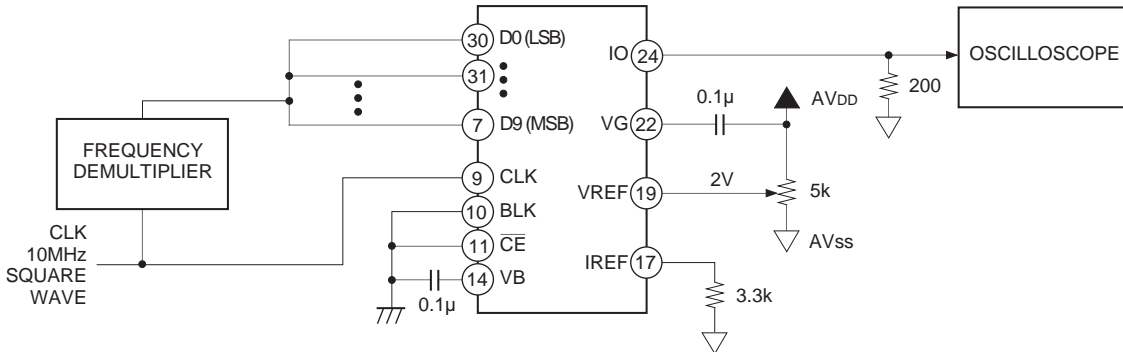 30 D0 (LSB)
31
7 D9 (MSB)
9 CLK
10 BLK
11 CE
14 VB
0.1µ
FREQUENCY
DEMULTIPLIER
CLK
10MHz
SQUARE
WAVE
IO 24
OSCILLOSCOPE
200
0.1µ
AVDD
VG 22
VREF 19
2V
5k
AVSS
IREF 17
3.3k